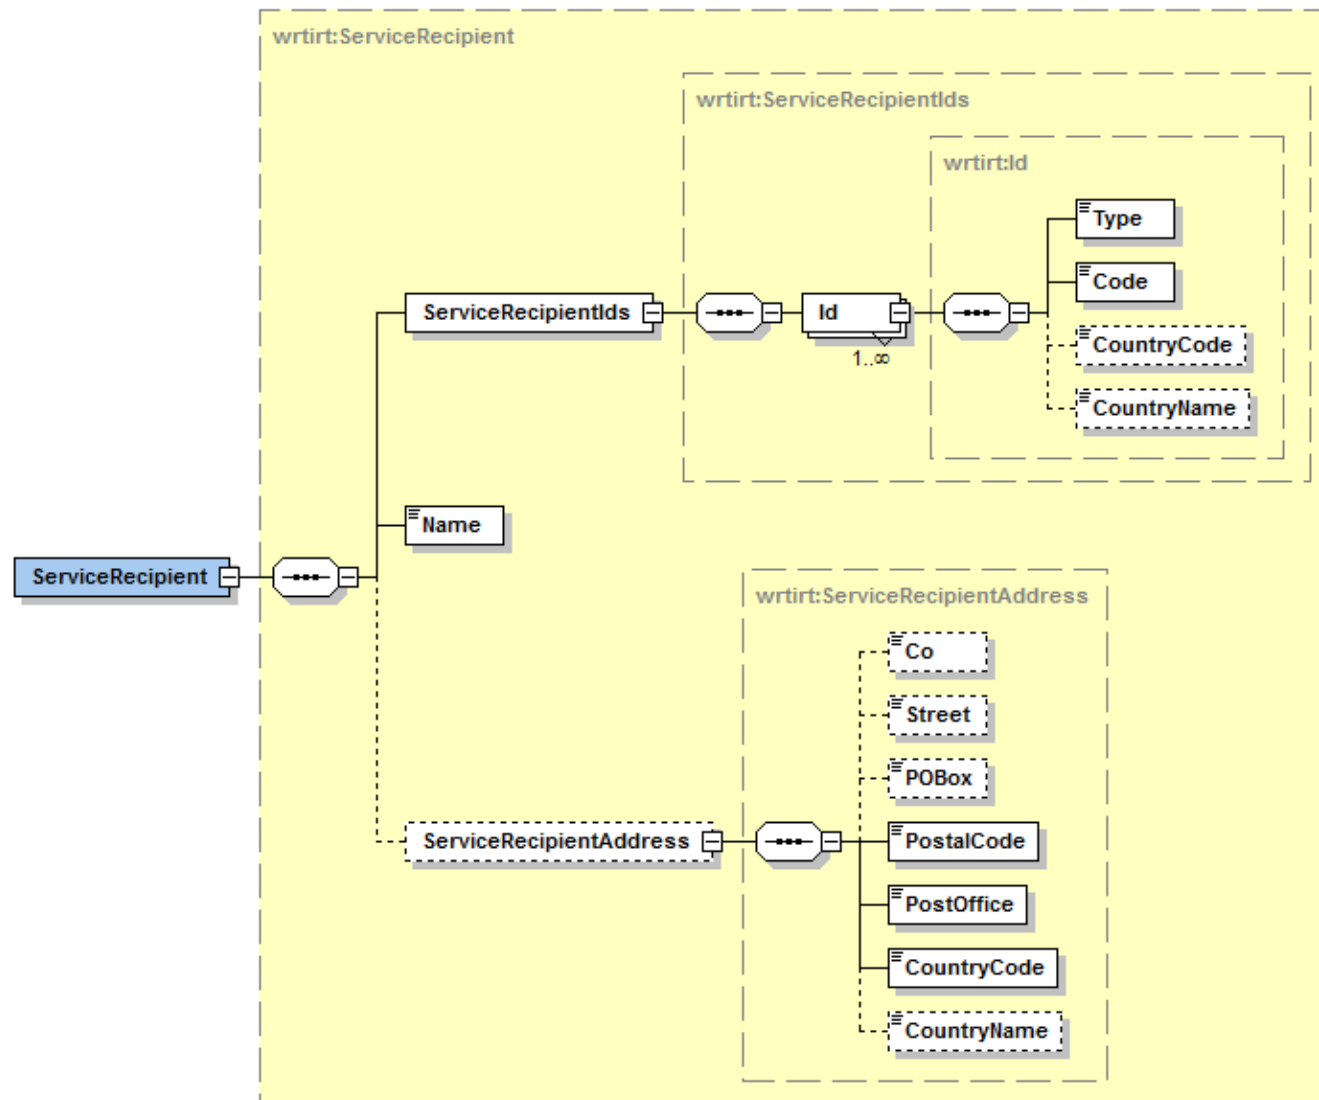 wrtirt:ServiceRecipient
wrtirt:ServiceRecipientIds
wrtirt:Id
Type
Code
ServiceRecipientIds
Id
1..∞
CountryCode
CountryName
Name
ServiceRecipient
wrtirt:ServiceRecipientAddress
Co
Street
POBox
ServiceRecipientAddress
PostalCode
PostOffice
CountryCode
CountryName